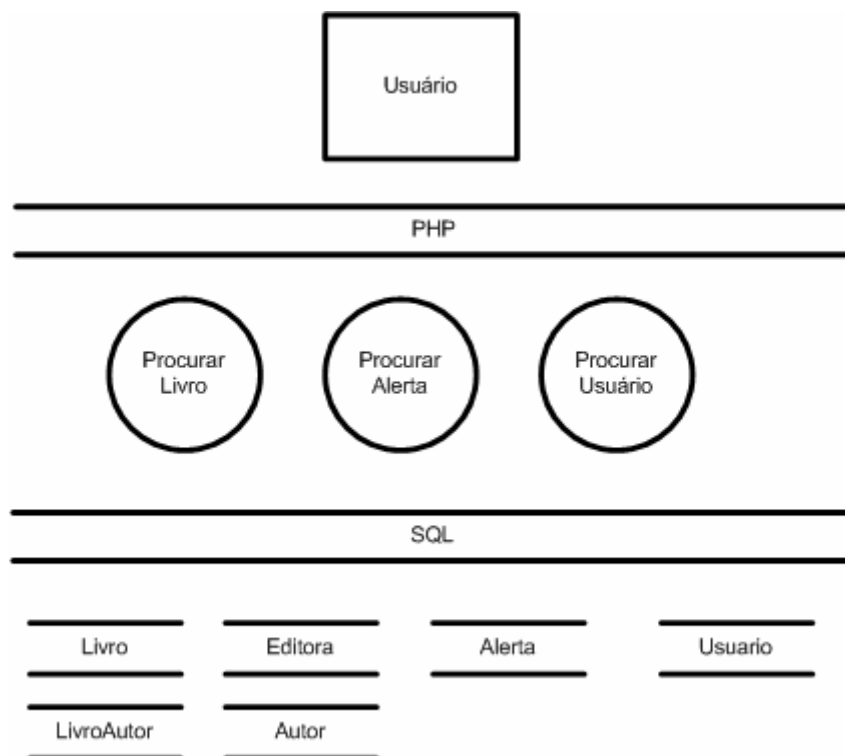 Usuário
PHP
Procurar
Livro
Procurar
Alerta
Procurar
Usuário
SQL
Livro
Editora
Alerta
Usuario
LivroAutor
Autor